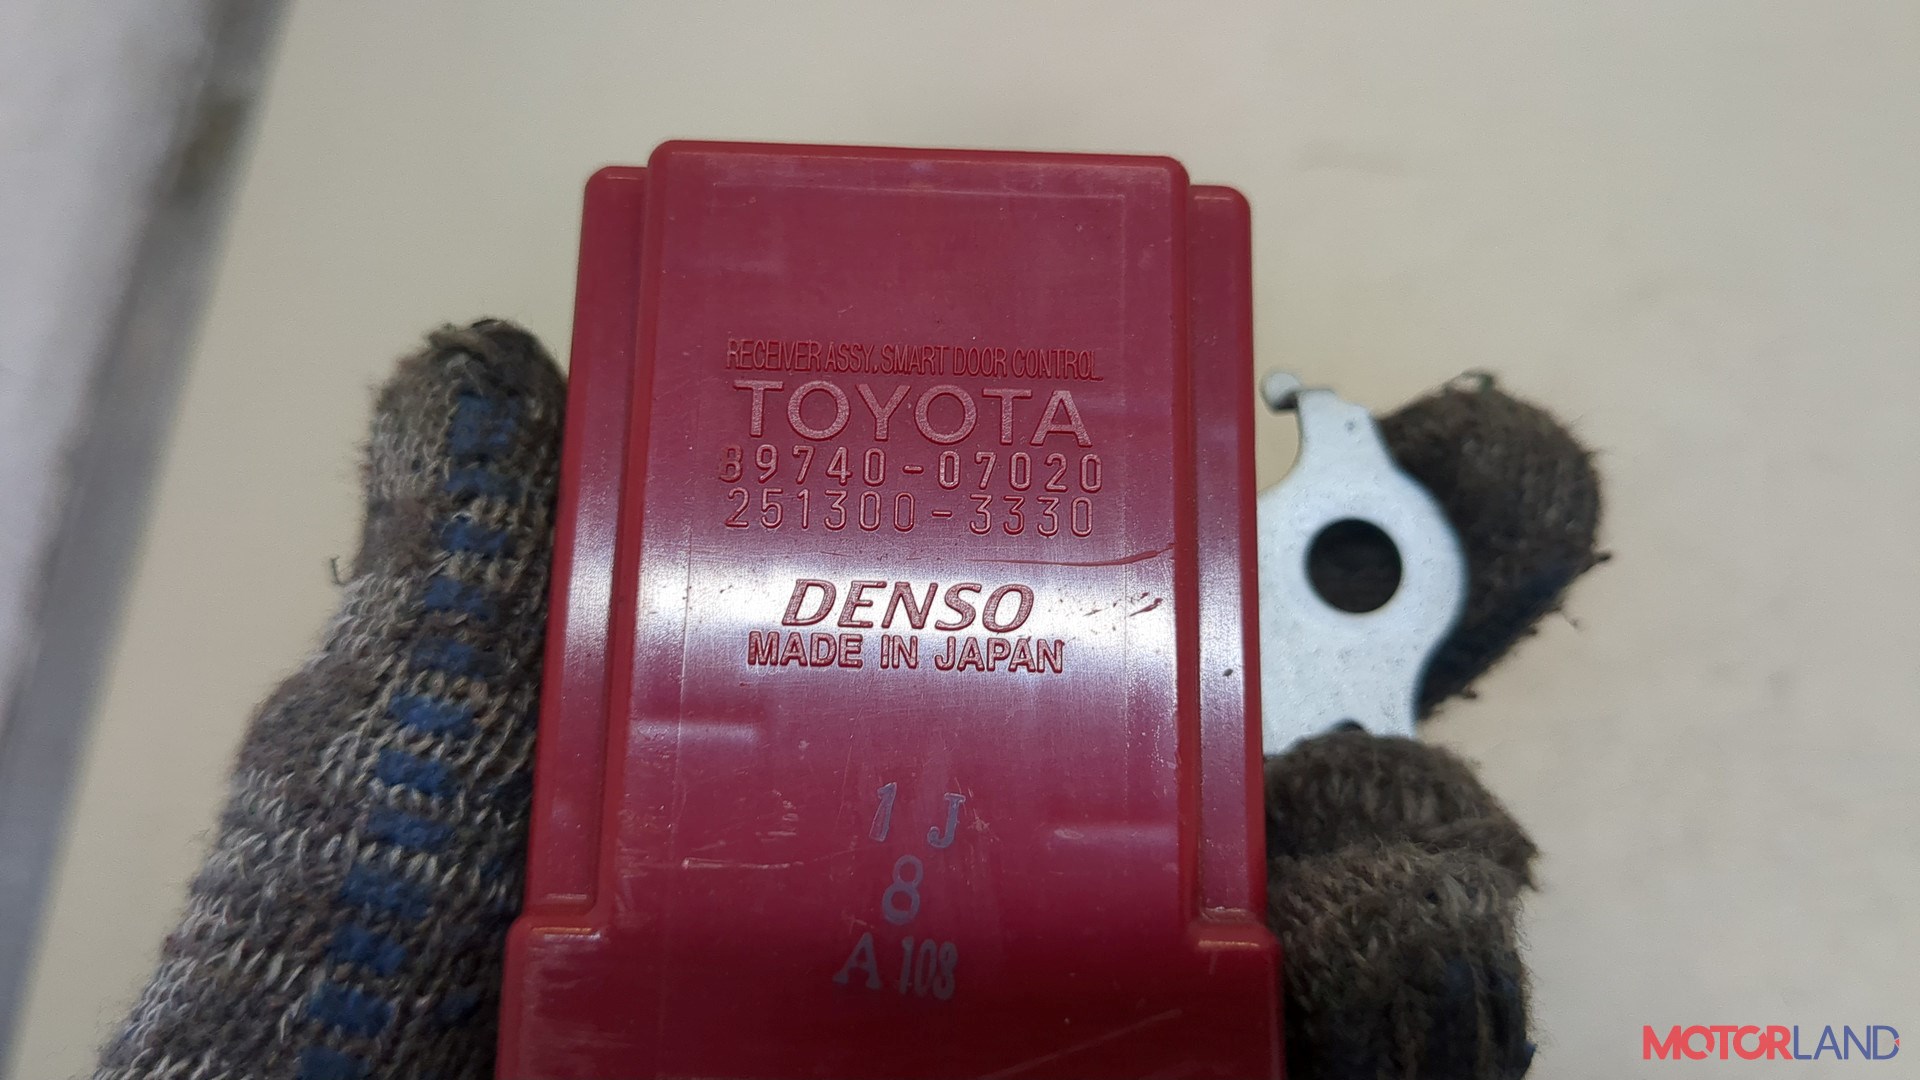 RECEIVER ASSY, SMART DOOR CONTROL
TOYOTA
89740-07020
251300-3330
DENSO
MADE IN JAPAN
1 J
8
A 108
MOTORLAND